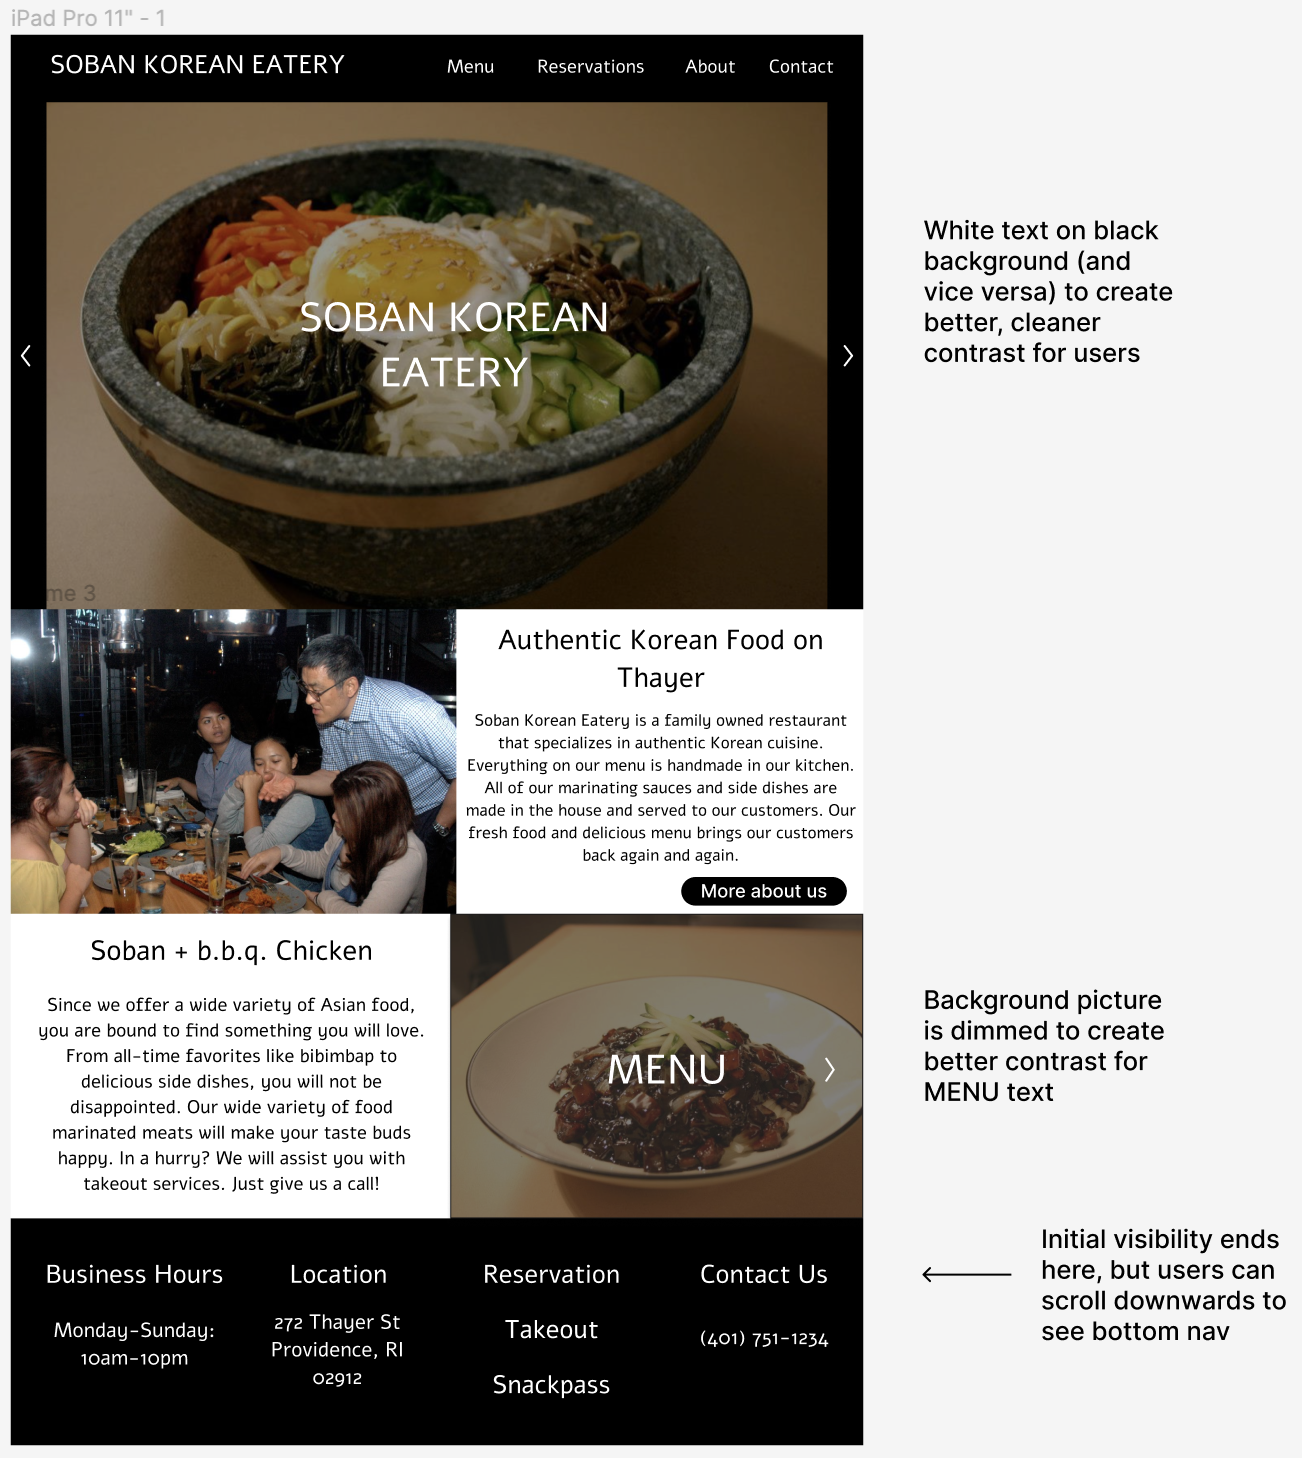 iPad Pro 11" - 1
SOBAN KOREAN EATERY
Menu
Reservations
About
Contact
SOBAN KOREAN
EATERY
White text on black
background (and
vice versa) to create
better, cleaner
contrast for users
me 3
Authentic Korean Food on
Thayer
Soban Korean Eatery is a family owned restaurant
that specializes in authentic Korean cuisine.
Everything on our menu is handmade in our kitchen.
All of our marinating sauces and side dishes are
made in the house and served to our customers. Our
fresh food and delicious menu brings our customers
back again and again.
More about us
Soban + b.b.q. Chicken
Since we offer a wide variety of Asian food,
you are bound to find something you will love.
From all-time favorites like bibimbap to
delicious side dishes, you will not be
disappointed. Our wide variety of food
marinated meats will make your taste buds
happy. In a hurry? We will assist you with
takeout services. Just give us a call!
MENU
Background picture
is dimmed to create
better contrast for
MENU text
Initial visibility ends
here, but users can
scroll downwards to
see bottom nav
Business Hours
Monday-Sunday:
10am-10pm
Location
272 Thayer St
Providence, RI
02912
Reservation
Takeout
Snackpass
Contact Us
(401) 751-1234